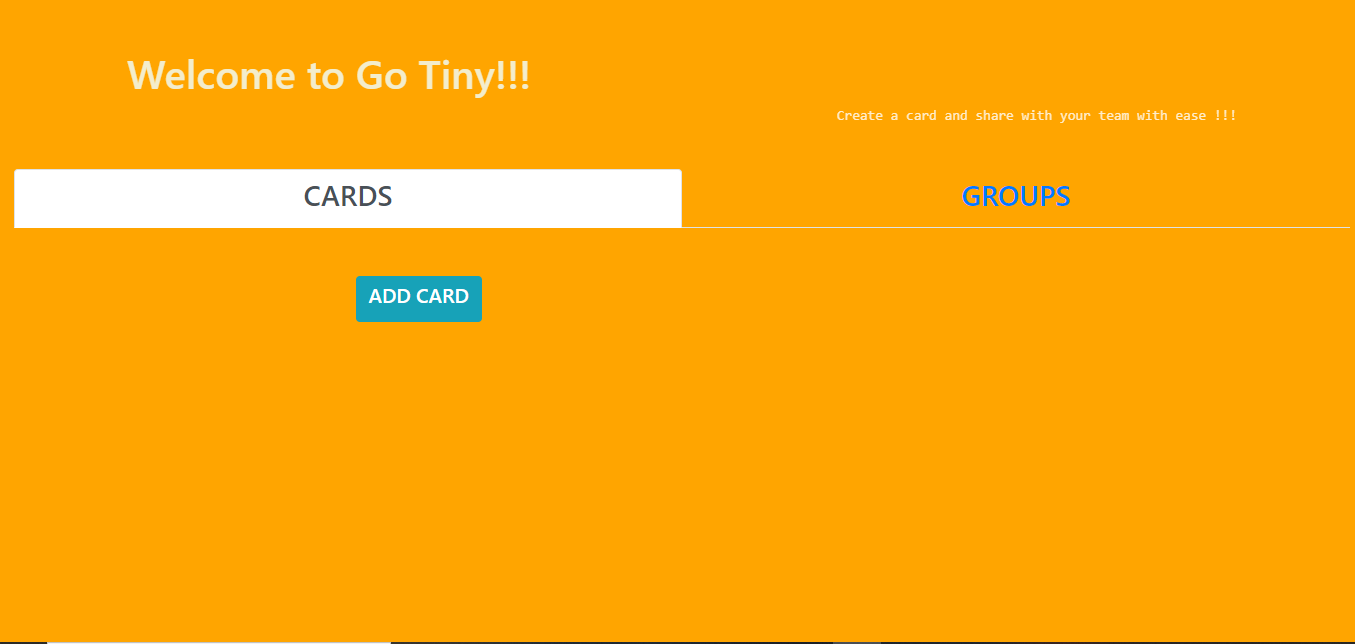 Welcome to Go Tiny!!!
Create a card and share with your team with ease !!!
CARDS
GROUPS
ADD CARD